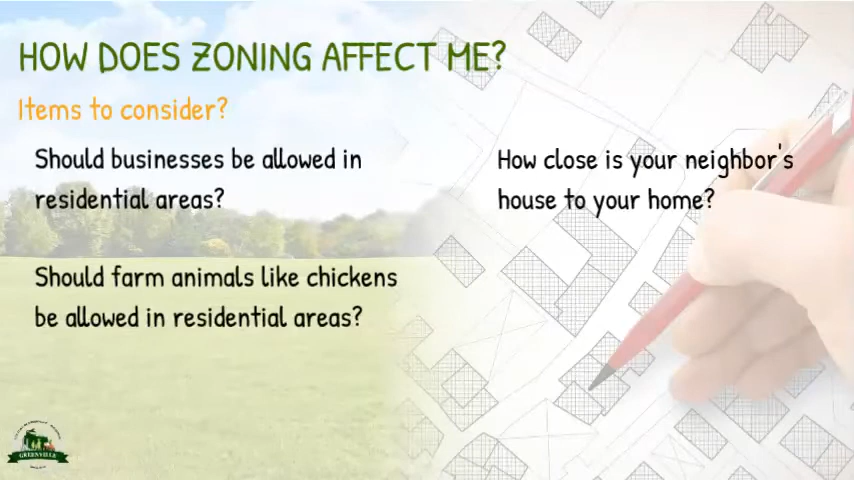 HOW DOES ZONING AFFECT ME?
Items to consider?
Should businesses be allowed in
residential areas?
Should farm animals like chickens
be allowed in residential areas?
How close is your neighbor's
house to your home?
GREENVILLE